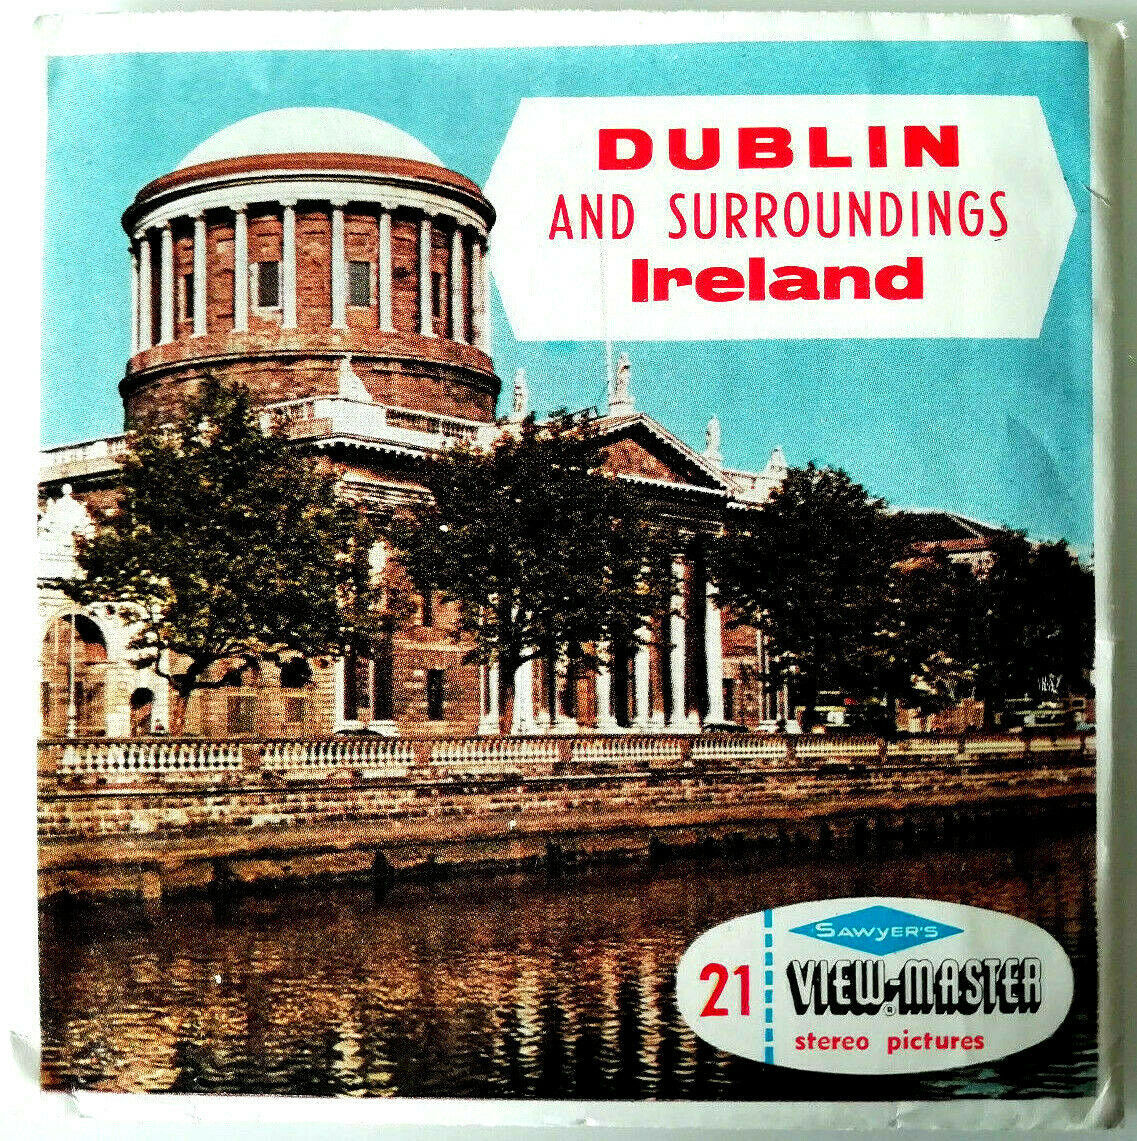 DUBLIN
AND SURROUNDINGS
Ireland
SAWYER'S
21 VIEW-MASTER
®
stereo pictures